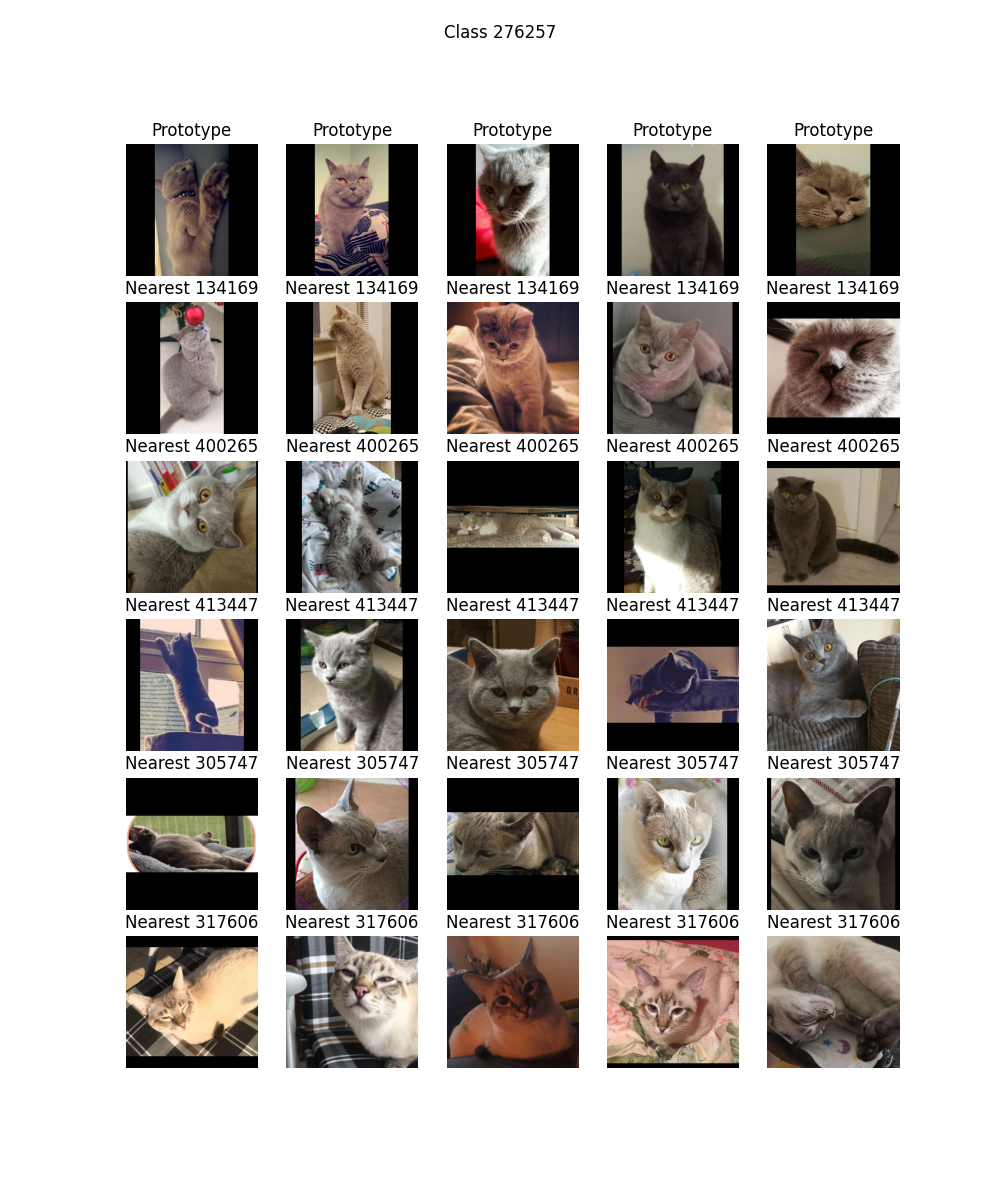 Class 276257
Prototype Prototype Prototype Prototype Prototype
Nearest 134169 Nearest 134169 Nearest 134169 Nearest 134169 Nearest 134169
Nearest 400265 Nearest 400265 Nearest 400265 Nearest 400265 Nearest 400265
Nearest 413447 Nearest 413447 Nearest 413447 Nearest 413447 Nearest 413447
GR
Nearest 305747 Nearest 305747 Nearest 305747 Nearest 305747 Nearest 305747
Nearest 317606 Nearest 317606 Nearest 317606 Nearest 317606 Nearest 317606